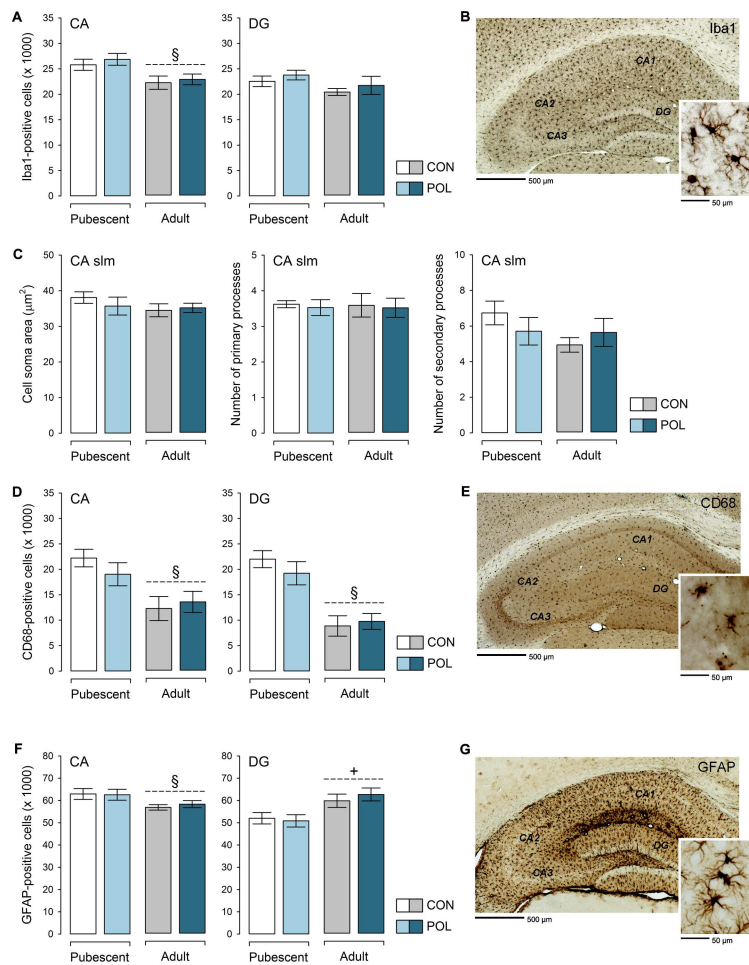 A
CA
DG
§
Iba1-positive cells (x 1000)
35
30
25
20
15
10
5
0
35
30
25
20
15
10
5
0
CON
POL
Pubescent
Adult
Pubescent
Adult
B
Iba1
CA1
CA2
DG
CA3
500 µm
50 µm
C
CA slm
CA slm
CA slm
Cell soma area (µm²)
50
40
30
20
10
0
Number of primary processes
5
4
3
2
1
0
Number of secondary processes
10
8
6
4
2
0
CON
POL
Pubescent
Adult
Pubescent
Adult
Pubescent
Adult
D
CA
DG
§
§
CD68-positive cells (x 1000)
35
30
25
20
15
10
5
0
35
30
25
20
15
10
5
0
CON
POL
Pubescent
Adult
Pubescent
Adult
E
CD68
CA1
CA2
DG
CA3
500 µm
50 µm
F
CA
DG
§
+
GFAP-positive cells (x 1000)
80
70
60
50
40
30
20
10
0
80
70
60
50
40
30
20
10
0
CON
POL
Pubescent
Adult
Pubescent
Adult
G
GFAP
CA1
CA2
DG
CA3
500 µm
50 µm